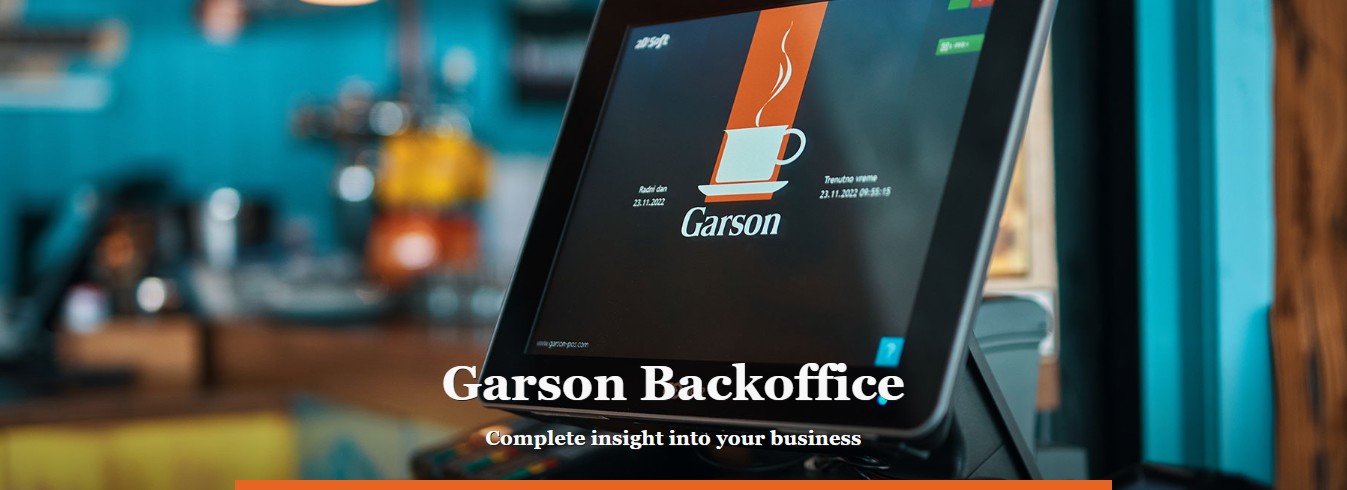 2D Soft
Radni dan
23.11.2022
Trenutno vreme
23.11.2022 09:55:15
Garson
www.garson-pos.com
?
Garson Backoffice
Complete insight into your business